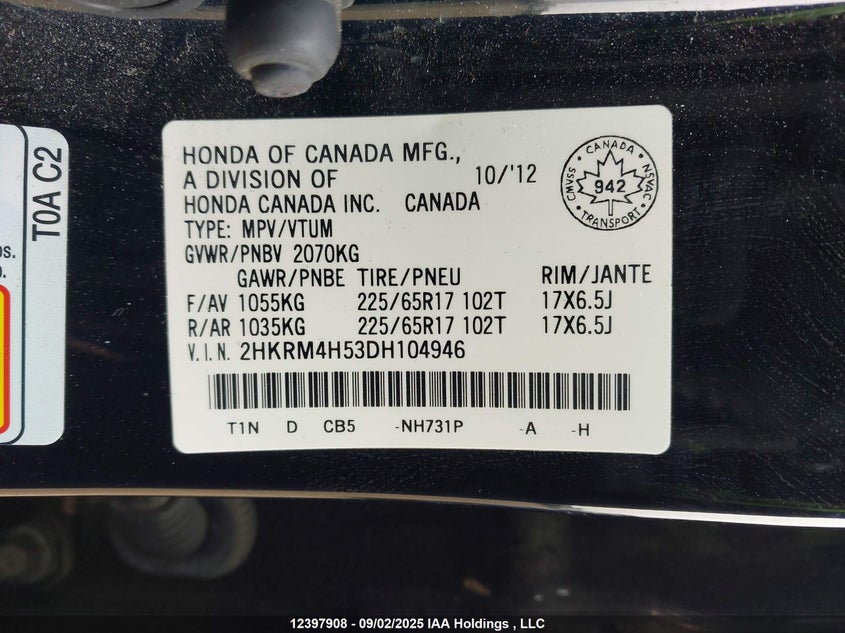 HONDA OF CANADA MFG.,
A DIVISION OF 10/'12
HONDA CANADA INC. CANADA
TYPE: MPV/VTUM
GVWR/PNBV 2070KG
GAWR/PNBE TIRE/PNEU RIM/JANTE
F/AV 1055KG 225/65R17 102T 17X6.5J
R/AR 1035KG 225/65R17 102T 17X6.5J
V.I.N. 2HKRM4H53DH104946
T1N D CB5 -NH731P -A -H
CANADA
CMVSS 942 NSVAC
TRANSPORT
T0A C2
12397908 - 09/02/2025 IAA Holdings , LLC